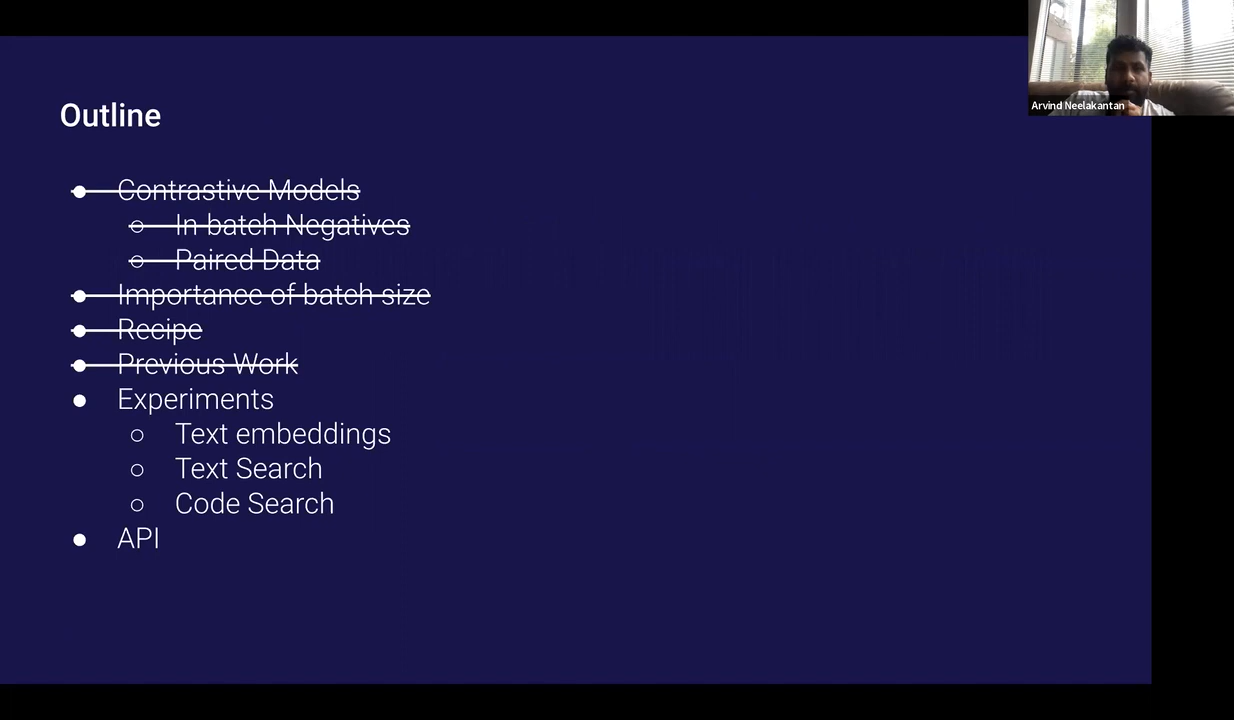 Arvind Neelakantan
Outline
Contrastive Models
In batch Negatives
Paired Data
Importance of batch size
Recipe
Previous Work
Experiments
Text embeddings
Text Search
Code Search
API